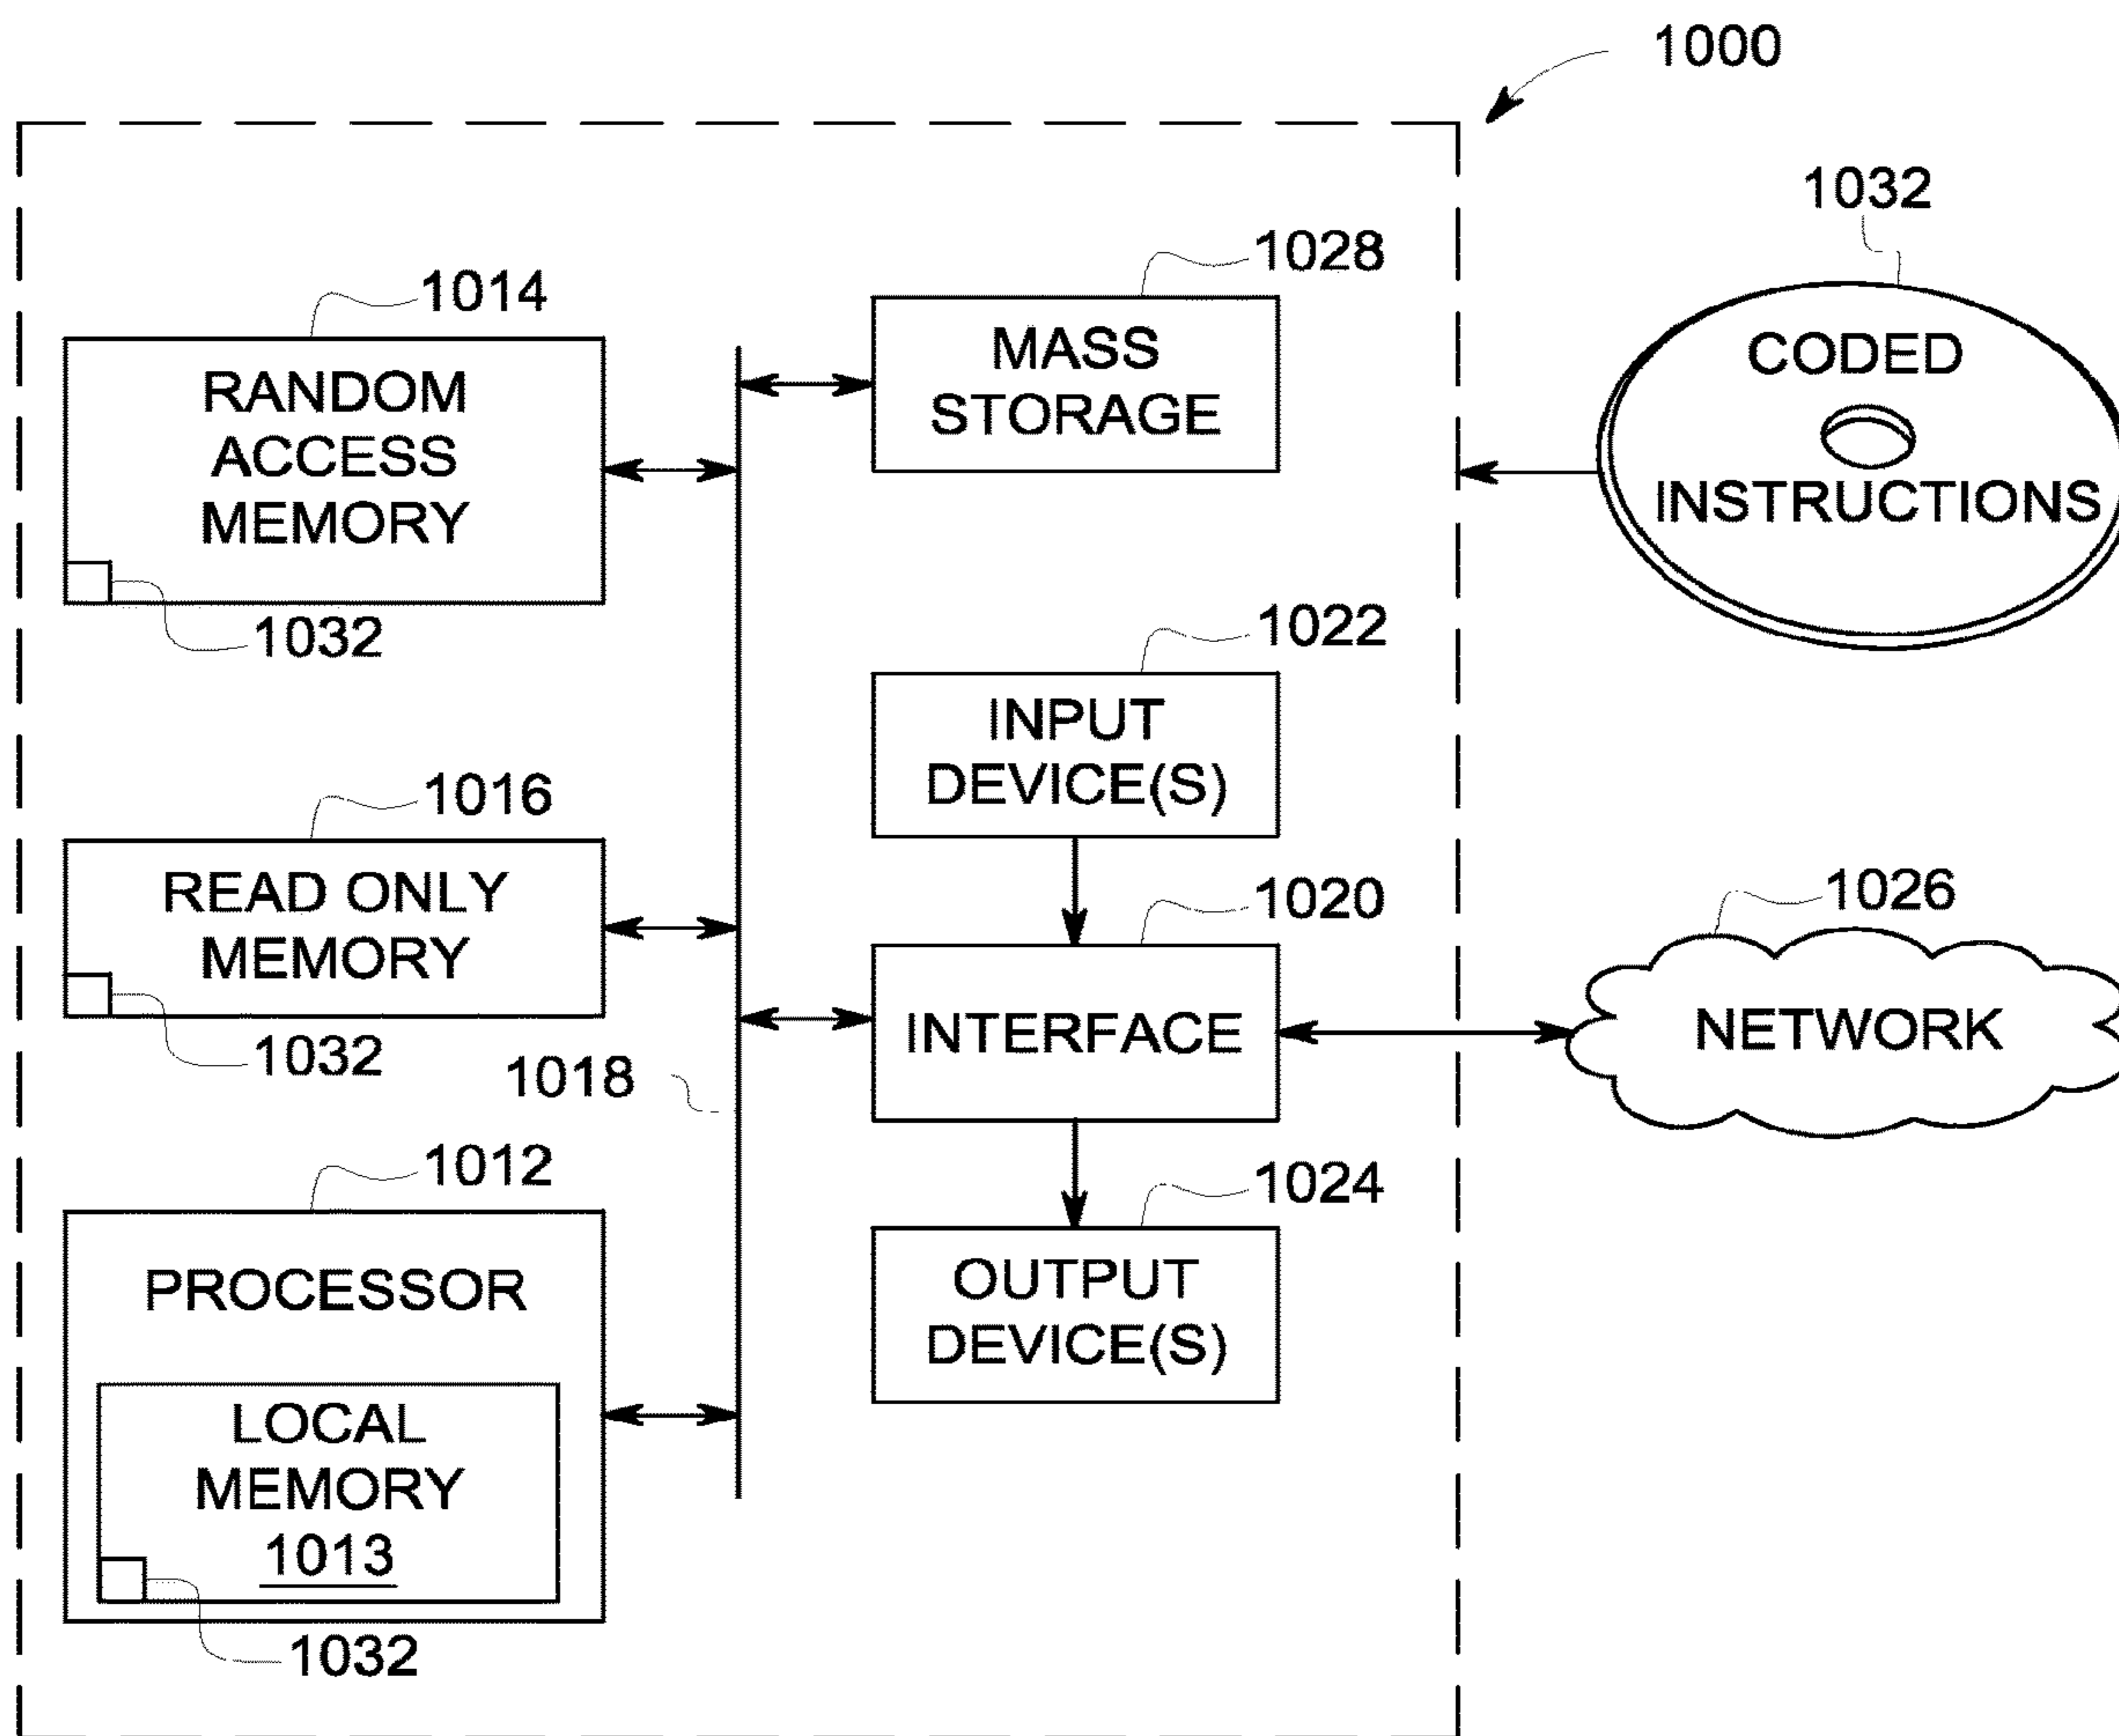 1000
1032
CODED
INSTRUCTIONS
1028
MASS
STORAGE
1014
RANDOM
ACCESS
MEMORY
1032
1022
INPUT
DEVICE(S)
1016
READ ONLY
MEMORY
1032
1020
INTERFACE
1026
NETWORK
1018
1012
PROCESSOR
LOCAL
MEMORY
1013
1032
1024
OUTPUT
DEVICE(S)